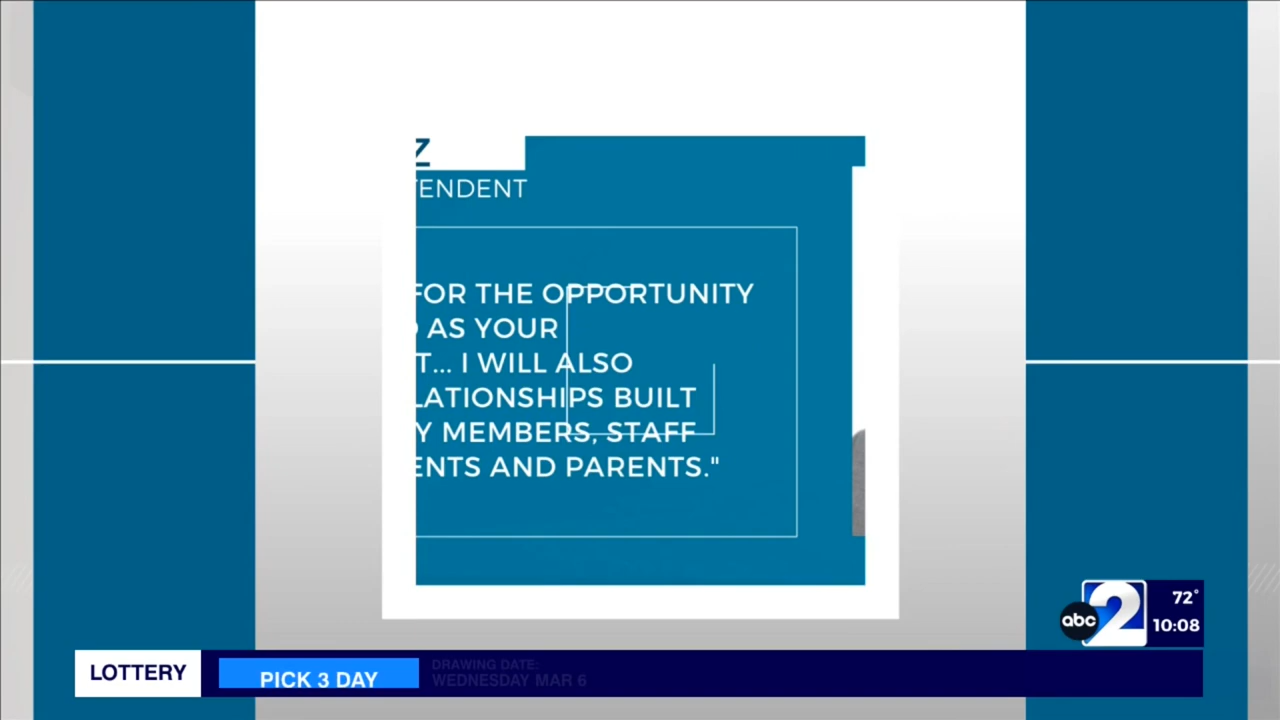 Z
TENDENT
FOR THE OPPORTUNITY
AS YOUR
T... I WILL ALSO
LATIONSHIPS BUILT
Y MEMBERS, STAFF
ENTS AND PARENTS."
abc 2
72°
10:08
LOTTERY
PICK 3 DAY
DRAWING DATE:
WEDNESDAY MAR 6